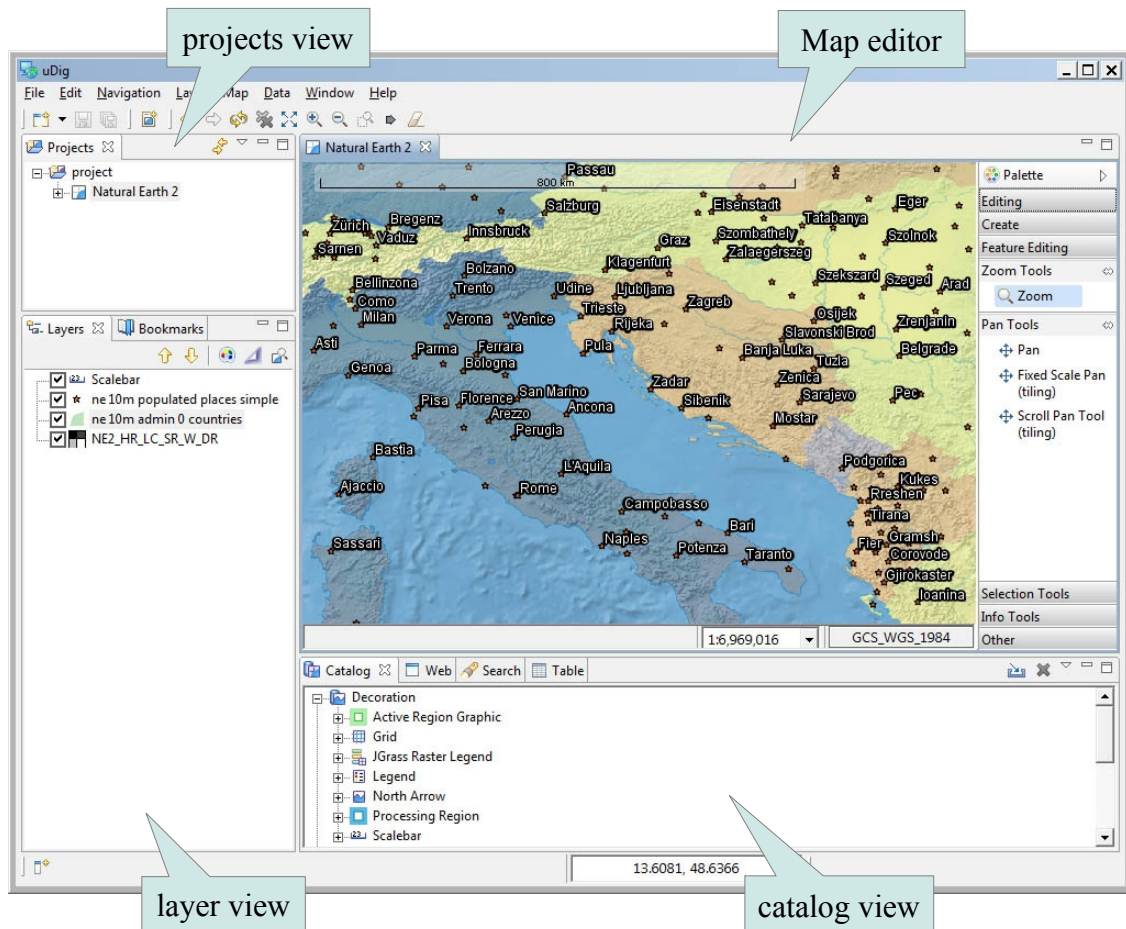 projects view
Map editor
uDig
File Edit Navigation La Map Data Window Help
Projects
project
Natural Earth 2
Layers Bookmarks
Scalebar
ne 10m populated places simple
ne 10m admin 0 countries
NE2_HR_LC_SR_W_DR
Natural Earth 2
800 km
Passau
Salzburg
Eisenstadt
Eger
Tatabanya
Zürich
Bregenz
Vaduz
Innsbruck
Szombathely
Szolnok
Sarnen
Graz
Zalaegerszeg
Klagenfurt
Bolzano
Bellinzona
Trento
Udine
Ljubljana
Szekszard
Szeged
Arad
Como
Milan
Trieste
Zagreb
Verona
Venice
Rijeka
Osijek
Slavonski Brod
Zrenjanin
Asti
Parma
Ferrara
Pula
Banja Luka
Belgrade
Bologna
Tuzla
Genoa
Zenica
Zadar
San Marino
Sarajevo
Pec
Pisa
Florence
Sibenik
Ancona
Arezzo
Mostar
Perugia
Bastia
Podgorica
L'Aquila
Kukes
Ajaccio
Rome
Rreshen
Campobasso
Tirana
Bari
Sassari
Naples
Potenza
Taranto
Fier
Gramsh
Corovode
Gjirokaster
Ioanina
1:6,969,016
GCS_WGS_1984
Palette
Editing
Create
Feature Editing
Zoom Tools
Zoom
Pan Tools
Pan
Fixed Scale Pan
(tiling)
Scroll Pan Tool
(tiling)
Selection Tools
Info Tools
Other
Catalog Web Search Table
Decoration
Active Region Graphic
Grid
JGrass Raster Legend
Legend
North Arrow
Processing Region
Scalebar
13.6081, 48.6366
layer view
catalog view